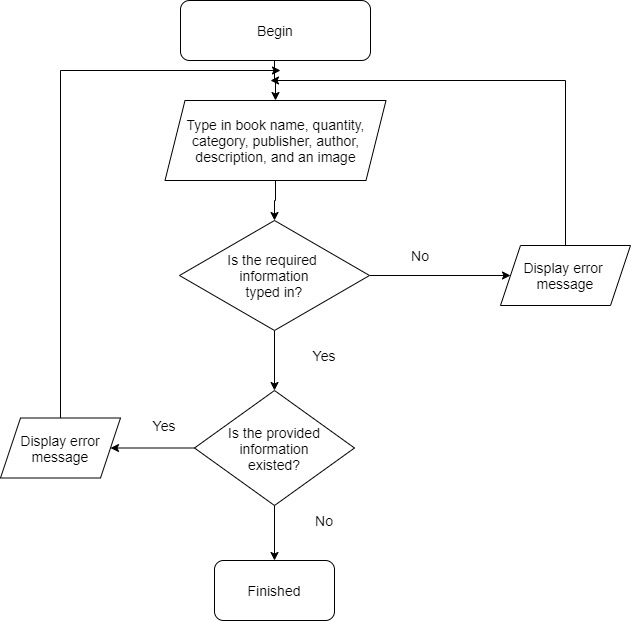 Begin
Type in book name, quantity,
category, publisher, author,
description, and an image
Is the required
information
typed in?
No
Display error
message
Yes
Is the provided
information
existed?
Yes
Display error
message
No
Finished